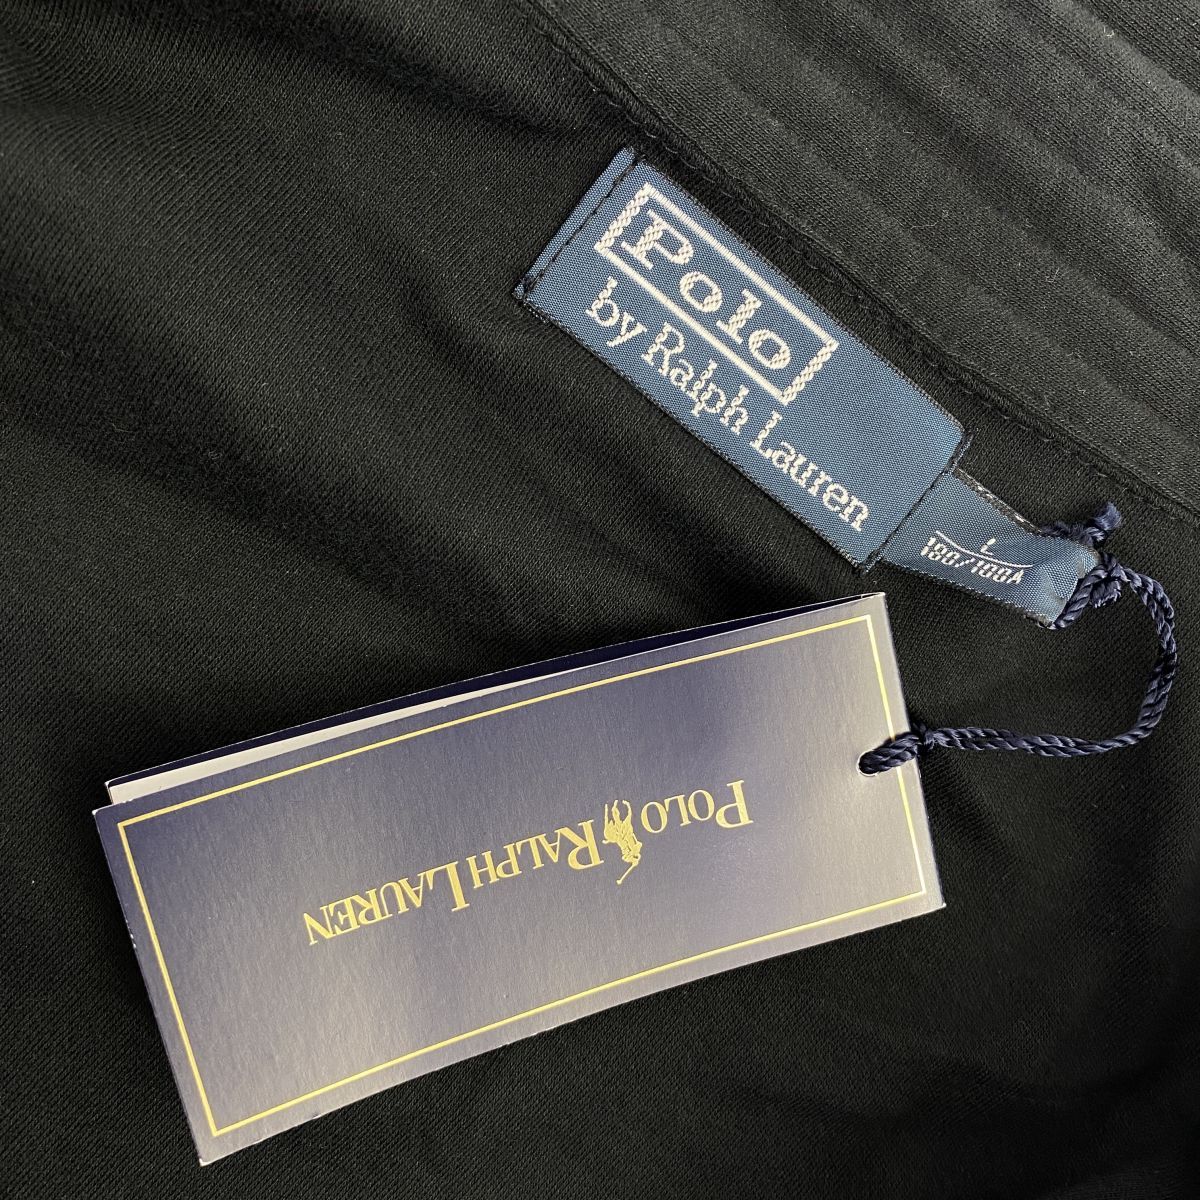 Polo
by Ralph Lauren
L
180/100A
POLO RALPH LAUREN